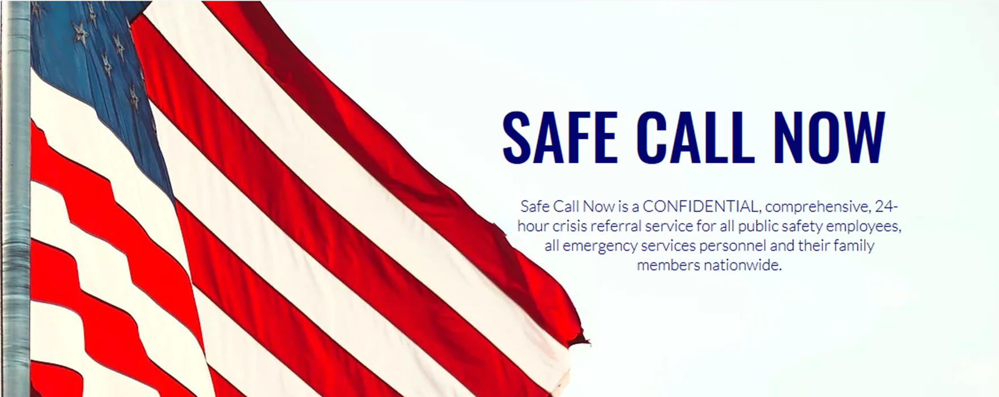 SAFE CALL NOW
Safe Call Now is a CONFIDENTIAL, comprehensive, 24-
hour crisis referral service for all public safety employees,
all emergency services personnel and their family
members nationwide.